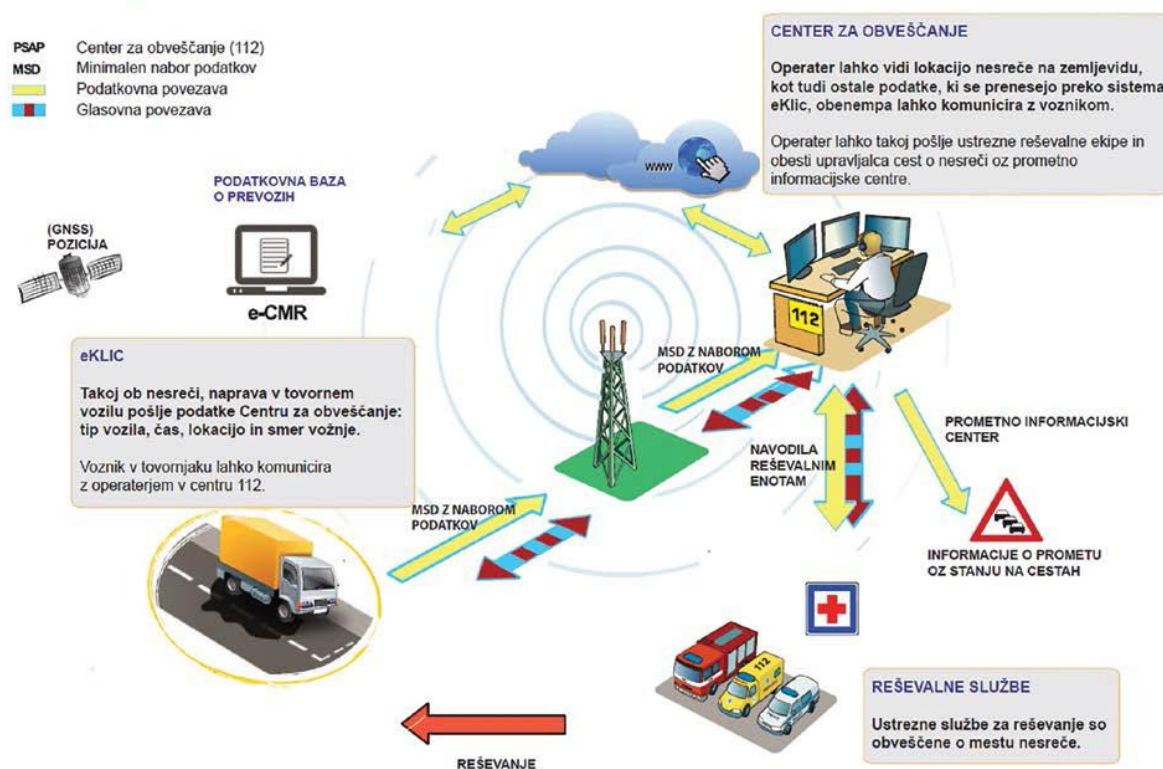 PSAP Center za obveščanje (112)
MSD Minimalen nabor podatkov
Podatkovna povezava
Glasovna povezava
CENTER ZA OBVEŠČANJE
Operater lahko vidi lokacijo nesreče na zemljevidu,
kot tudi ostale podatke, ki se prenesejo preko sistema
eKlic, obenempa lahko komunicira z voznikom.
Operater lahko takoj pošlje ustrezne reševalne ekipe in
obesti upravljalca cest o nesreči oz prometno
informacijske centre.
www
PODATKOVNA BAZA
O PREVOZIH
(GNSS)
POZICIJA
e-CMR
112
eKLIC
Takoj ob nesreči, naprava v tovornem
vozilu pošlje podatke Centru za obveščanje:
tip vozila, čas, lokacijo in smer vožnje.
Voznik v tovornjaku lahko komunicira
z operaterjem v centru 112.
MSD Z NABOROM
PODATKOV
MSD Z NABOROM
PODATKOV
NAVODILA
REŠEVALNIM
ENOTAM
PROMETNO INFORMACIJSKI
CENTER
INFORMACIJE O PROMETU
OZ STANJU NA CESTAH
112
REŠEVALNE SLUŽBE
Ustrezne službe za reševanje so
obveščene o mestu nesreče.
REŠEVANJE